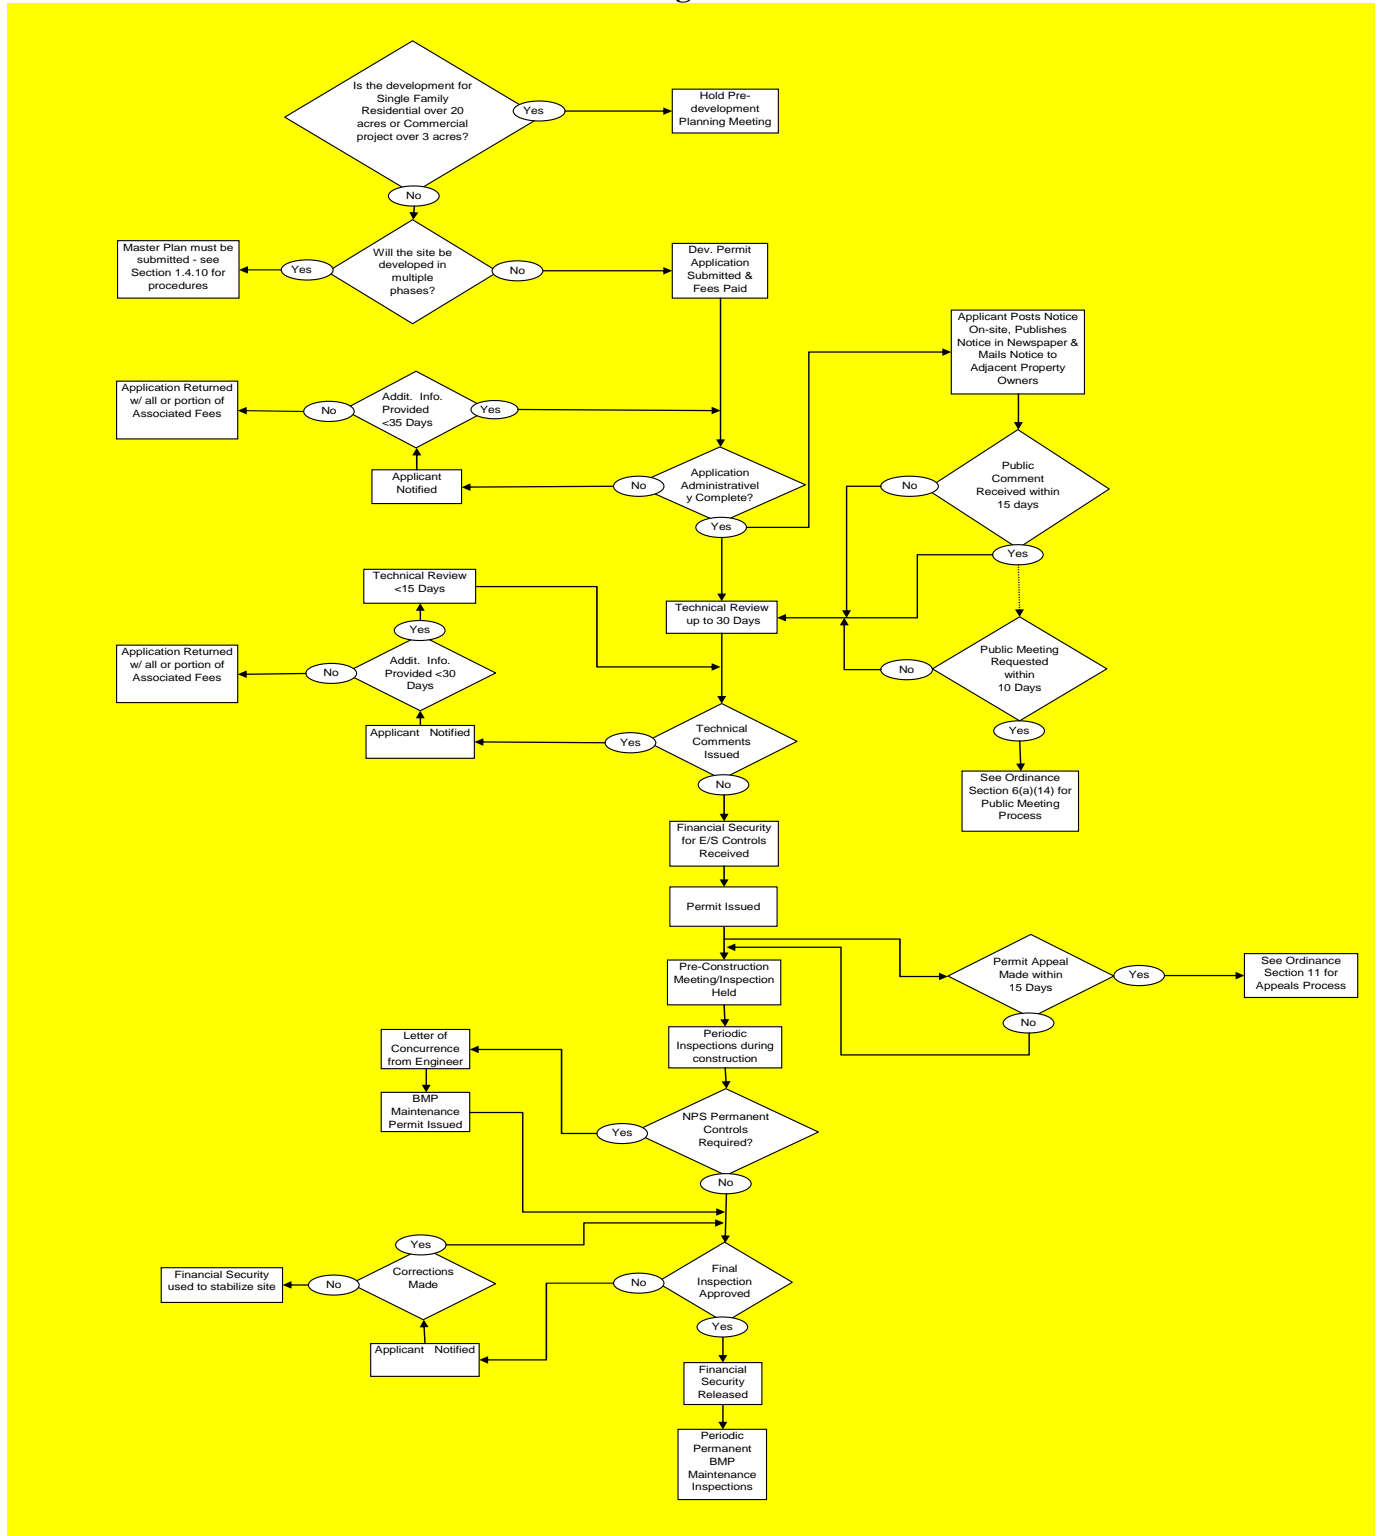 Is the development for
Single Family
Residential over 20
acres or Commercial
project over 3 acres?
Yes
Hold Pre-
development
Planning Meeting
No
Master Plan must be
submitted - see
Section 1.4.10 for
procedures
Yes
Will the site be
developed in
multiple
phases?
No
Dev. Permit
Application
Submitted &
Fees Paid
Applicant Posts Notice
On-site, Publishes
Notice in Newspaper &
Mails Notice to
Adjacent Property
Owners
Application Returned
w/ all or portion of
Associated Fees
No
Addit. Info.
Provided
<35 Days
Yes
Applicant
Notified
No
Application
Administrativel
y Complete?
Yes
No
Public
Comment
Received within
15 days
Yes
Technical Review
<15 Days
Yes
Technical Review
up to 30 Days
Application Returned
w/ all or portion of
Associated Fees
No
Addit. Info.
Provided <30
Days
No
Public Meeting
Requested
within
10 Days
Yes
Applicant Notified
Yes
Technical
Comments
Issued
No
See Ordinance
Section 6(a)(14) for
Public Meeting
Process
Financial Security
for E/S Controls
Received
Permit Issued
Pre-Construction
Meeting/Inspection
Held
Permit Appeal
Made within
15 Days
Yes
See Ordinance
Section 11 for
Appeals Process
No
Periodic
Inspections during
construction
Letter of
Concurrence
from Engineer
BMP
Maintenance
Permit Issued
Yes
NPS Permanent
Controls
Required?
No
Yes
Financial Security
used to stabilize site
No
Corrections
Made
No
Final
Inspection
Approved
Yes
Applicant Notified
Financial
Security
Released
Periodic
Permanent
BMP
Maintenance
Inspections